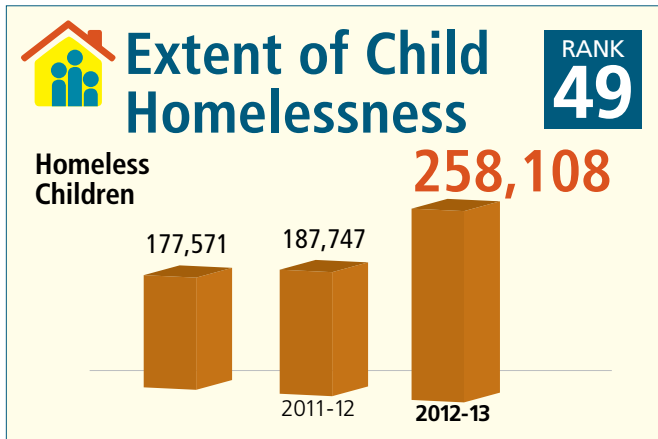 Extent of Child
Homelessness
RANK
49
Homeless
Children
177,571
187,747
258,108
2011-12
2012-13